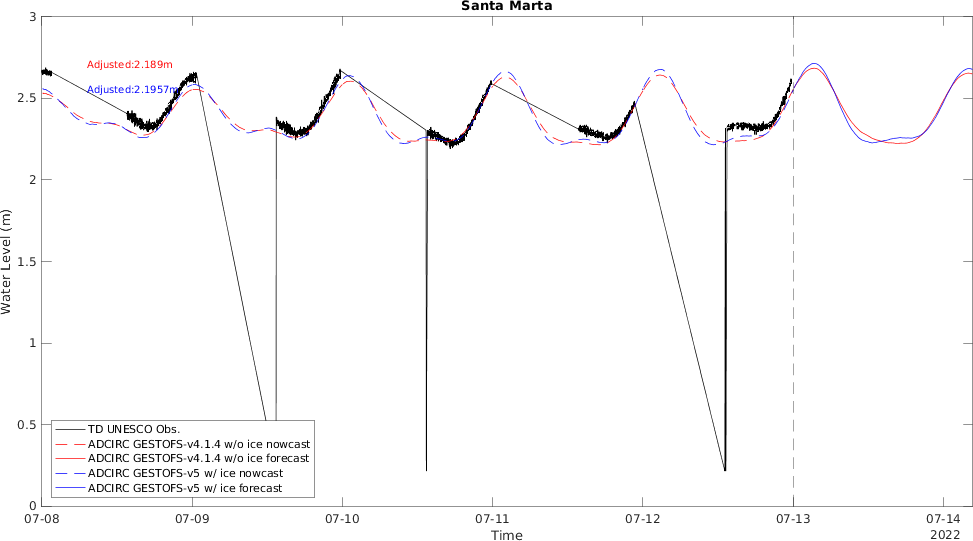 Santa Marta
3
2.5
2
1.5
1
0.5
0
Water Level (m)
Adjusted:2.189m
Adjusted:2.1957m
TD UNESCO Obs.
ADCIRC GESTOFS-v4.1.4 w/o ice nowcast
ADCIRC GESTOFS-v4.1.4 w/o ice forecast
ADCIRC GESTOFS-v5 w/ ice nowcast
ADCIRC GESTOFS-v5 w/ ice forecast
07-08 07-09 07-10 07-11 07-12 07-13 07-14
Time
2022